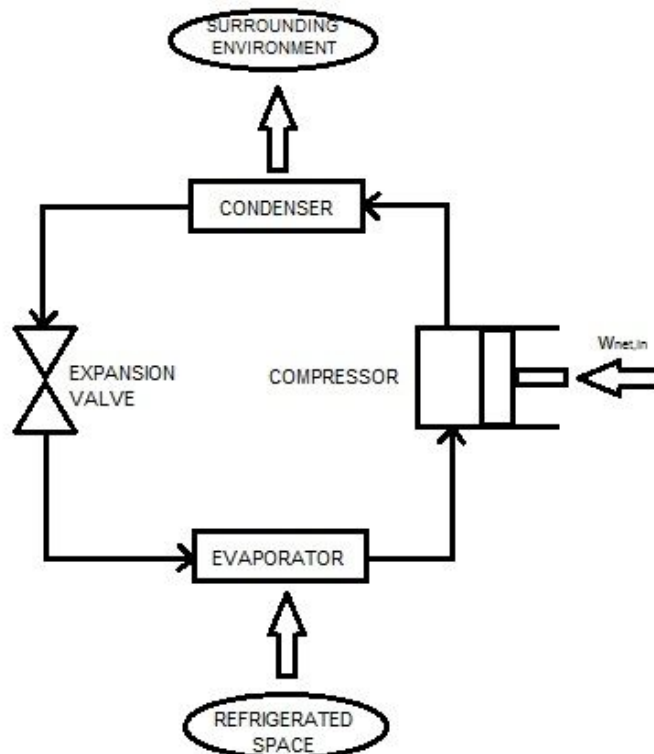 SURROUNDING
ENVIRONMENT
CONDENSER
EXPANSION
VALVE
COMPRESSOR
Wnet,in
EVAPORATOR
REFRIGERATED
SPACE